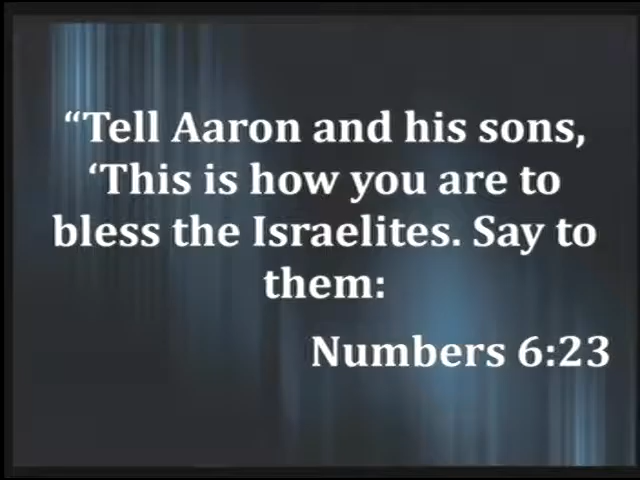 “Tell Aaron and his sons,
‘This is how you are to
bless the Israelites. Say to
them:
Numbers 6:23